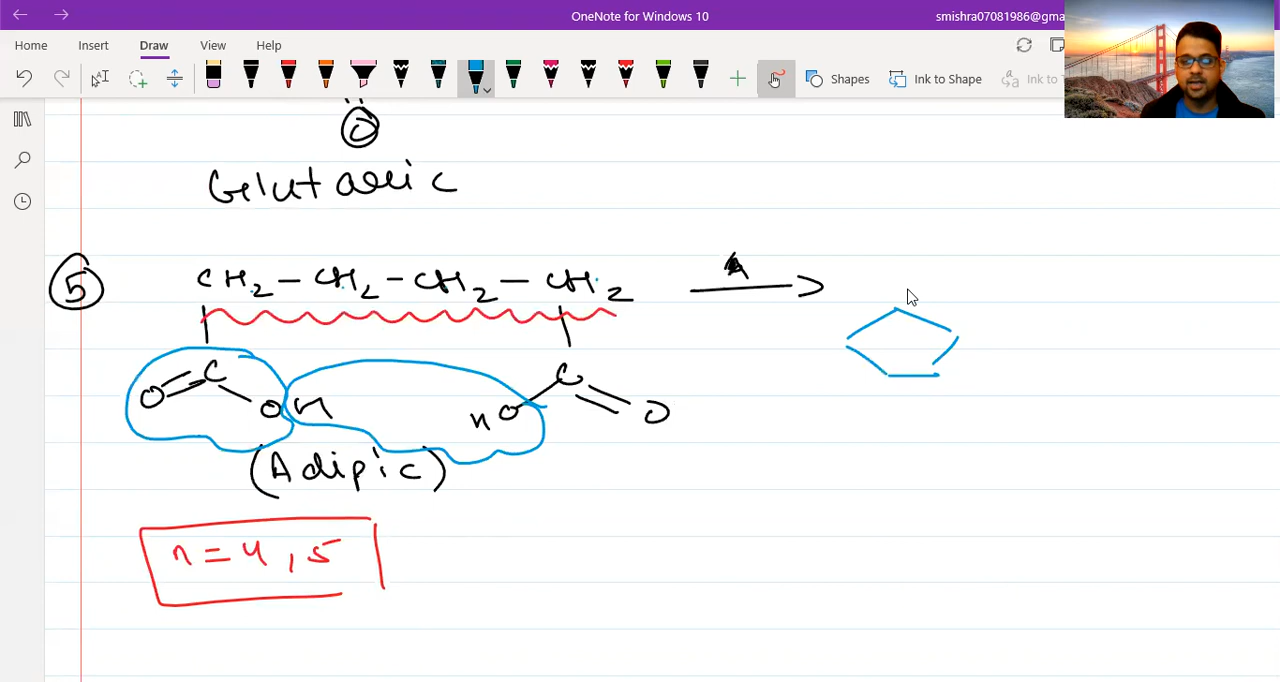 OneNote for Windows 10
smishra07081986@gma
Home Insert Draw View Help
Ink to Shape
Shapes
Ink to T
O
Glutaric
5 CH2 - CH2 - CH2 - CH2 Δ
C C
O OH HO O
(Adipic)
n = 4, 5